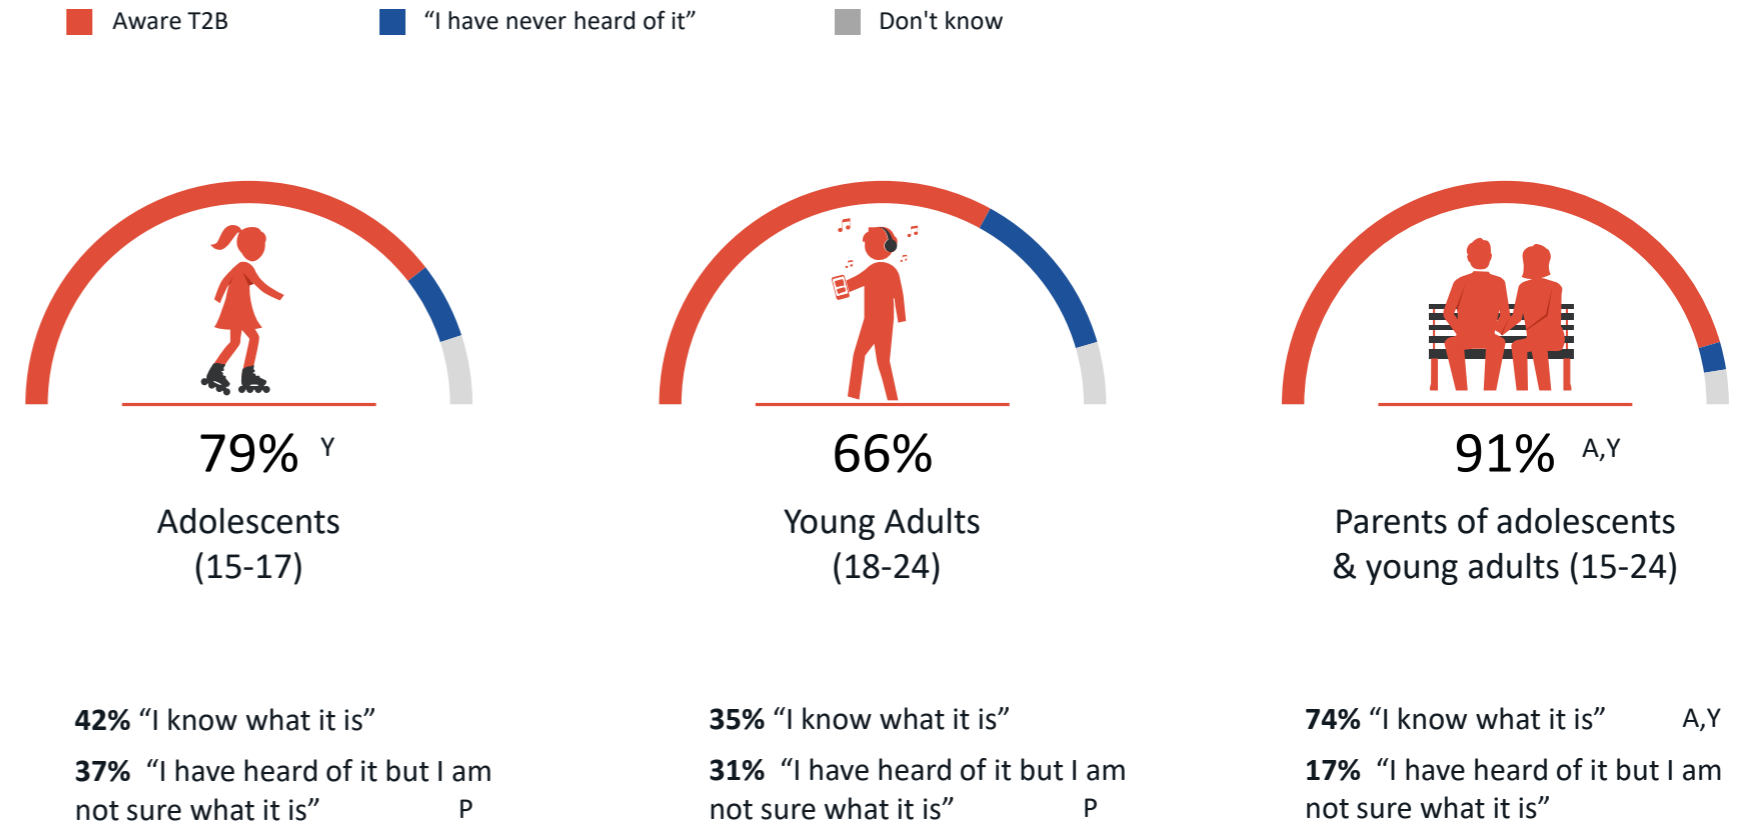 Aware T2B
“I have never heard of it”
Don't know
79% Y
Adolescents
(15-17)
42% “I know what it is”
37% “I have heard of it but I am
not sure what it is” P
66%
Young Adults
(18-24)
35% “I know what it is”
31% “I have heard of it but I am
not sure what it is” P
91% A,Y
Parents of adolescents
& young adults (15-24)
74% “I know what it is” A,Y
17% “I have heard of it but I am
not sure what it is”